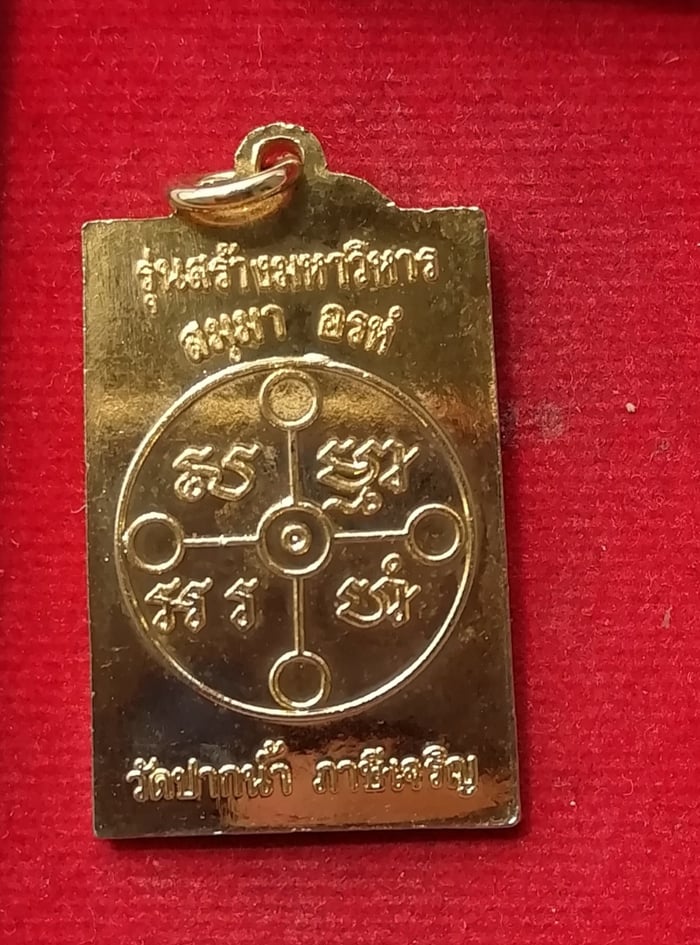 รุ่นสร้างมหาวิหาร
สมฺมา อรหํ
วัดปากน้ำ ภาษีเจริญ